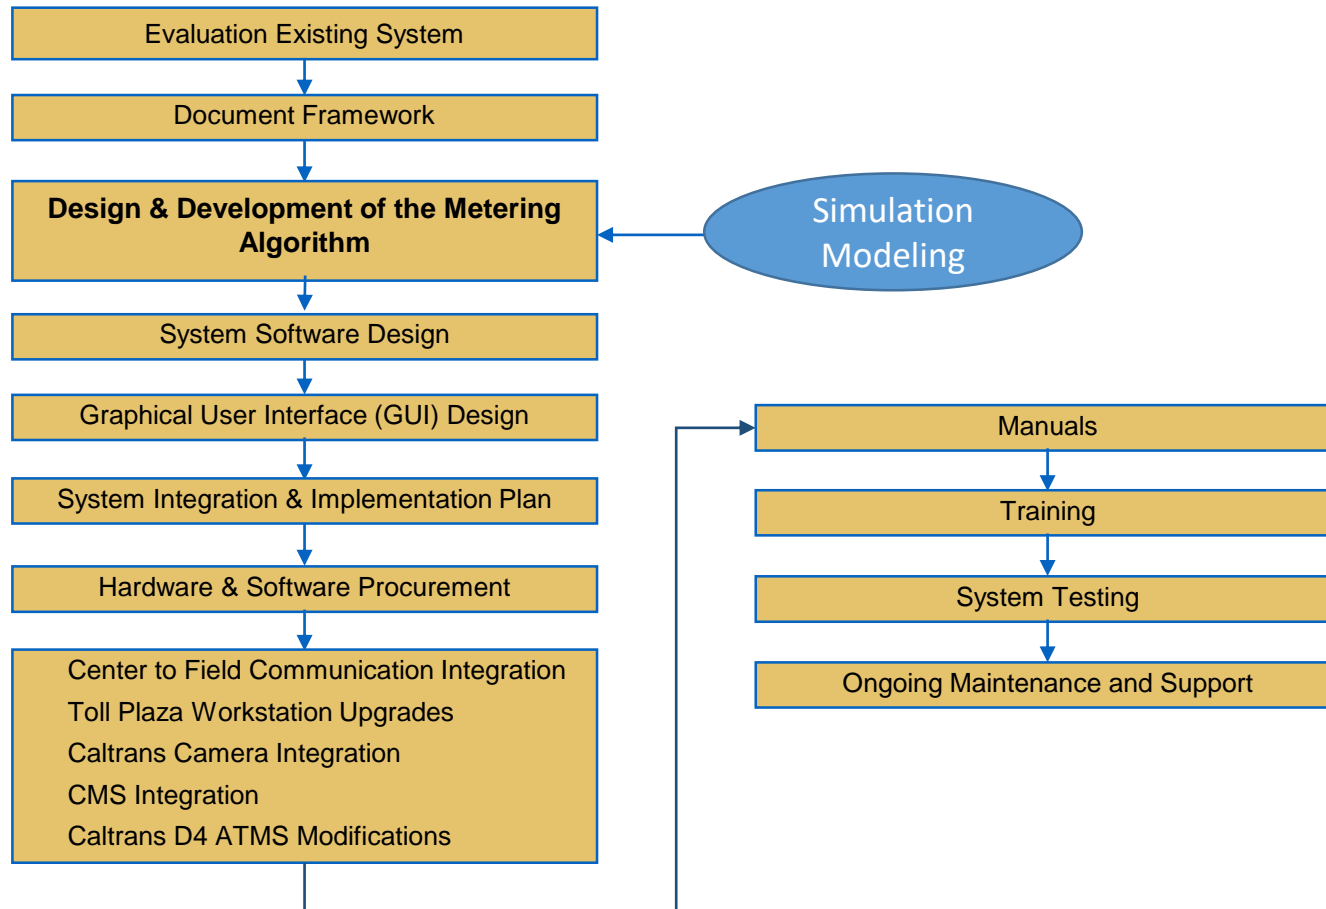 Evaluation Existing System
Document Framework
Design & Development of the Metering
Algorithm
Simulation
Modeling
System Software Design
Graphical User Interface (GUI) Design
System Integration & Implementation Plan
Hardware & Software Procurement
Center to Field Communication Integration
Toll Plaza Workstation Upgrades
Caltrans Camera Integration
CMS Integration
Caltrans D4 ATMS Modifications
Manuals
Training
System Testing
Ongoing Maintenance and Support